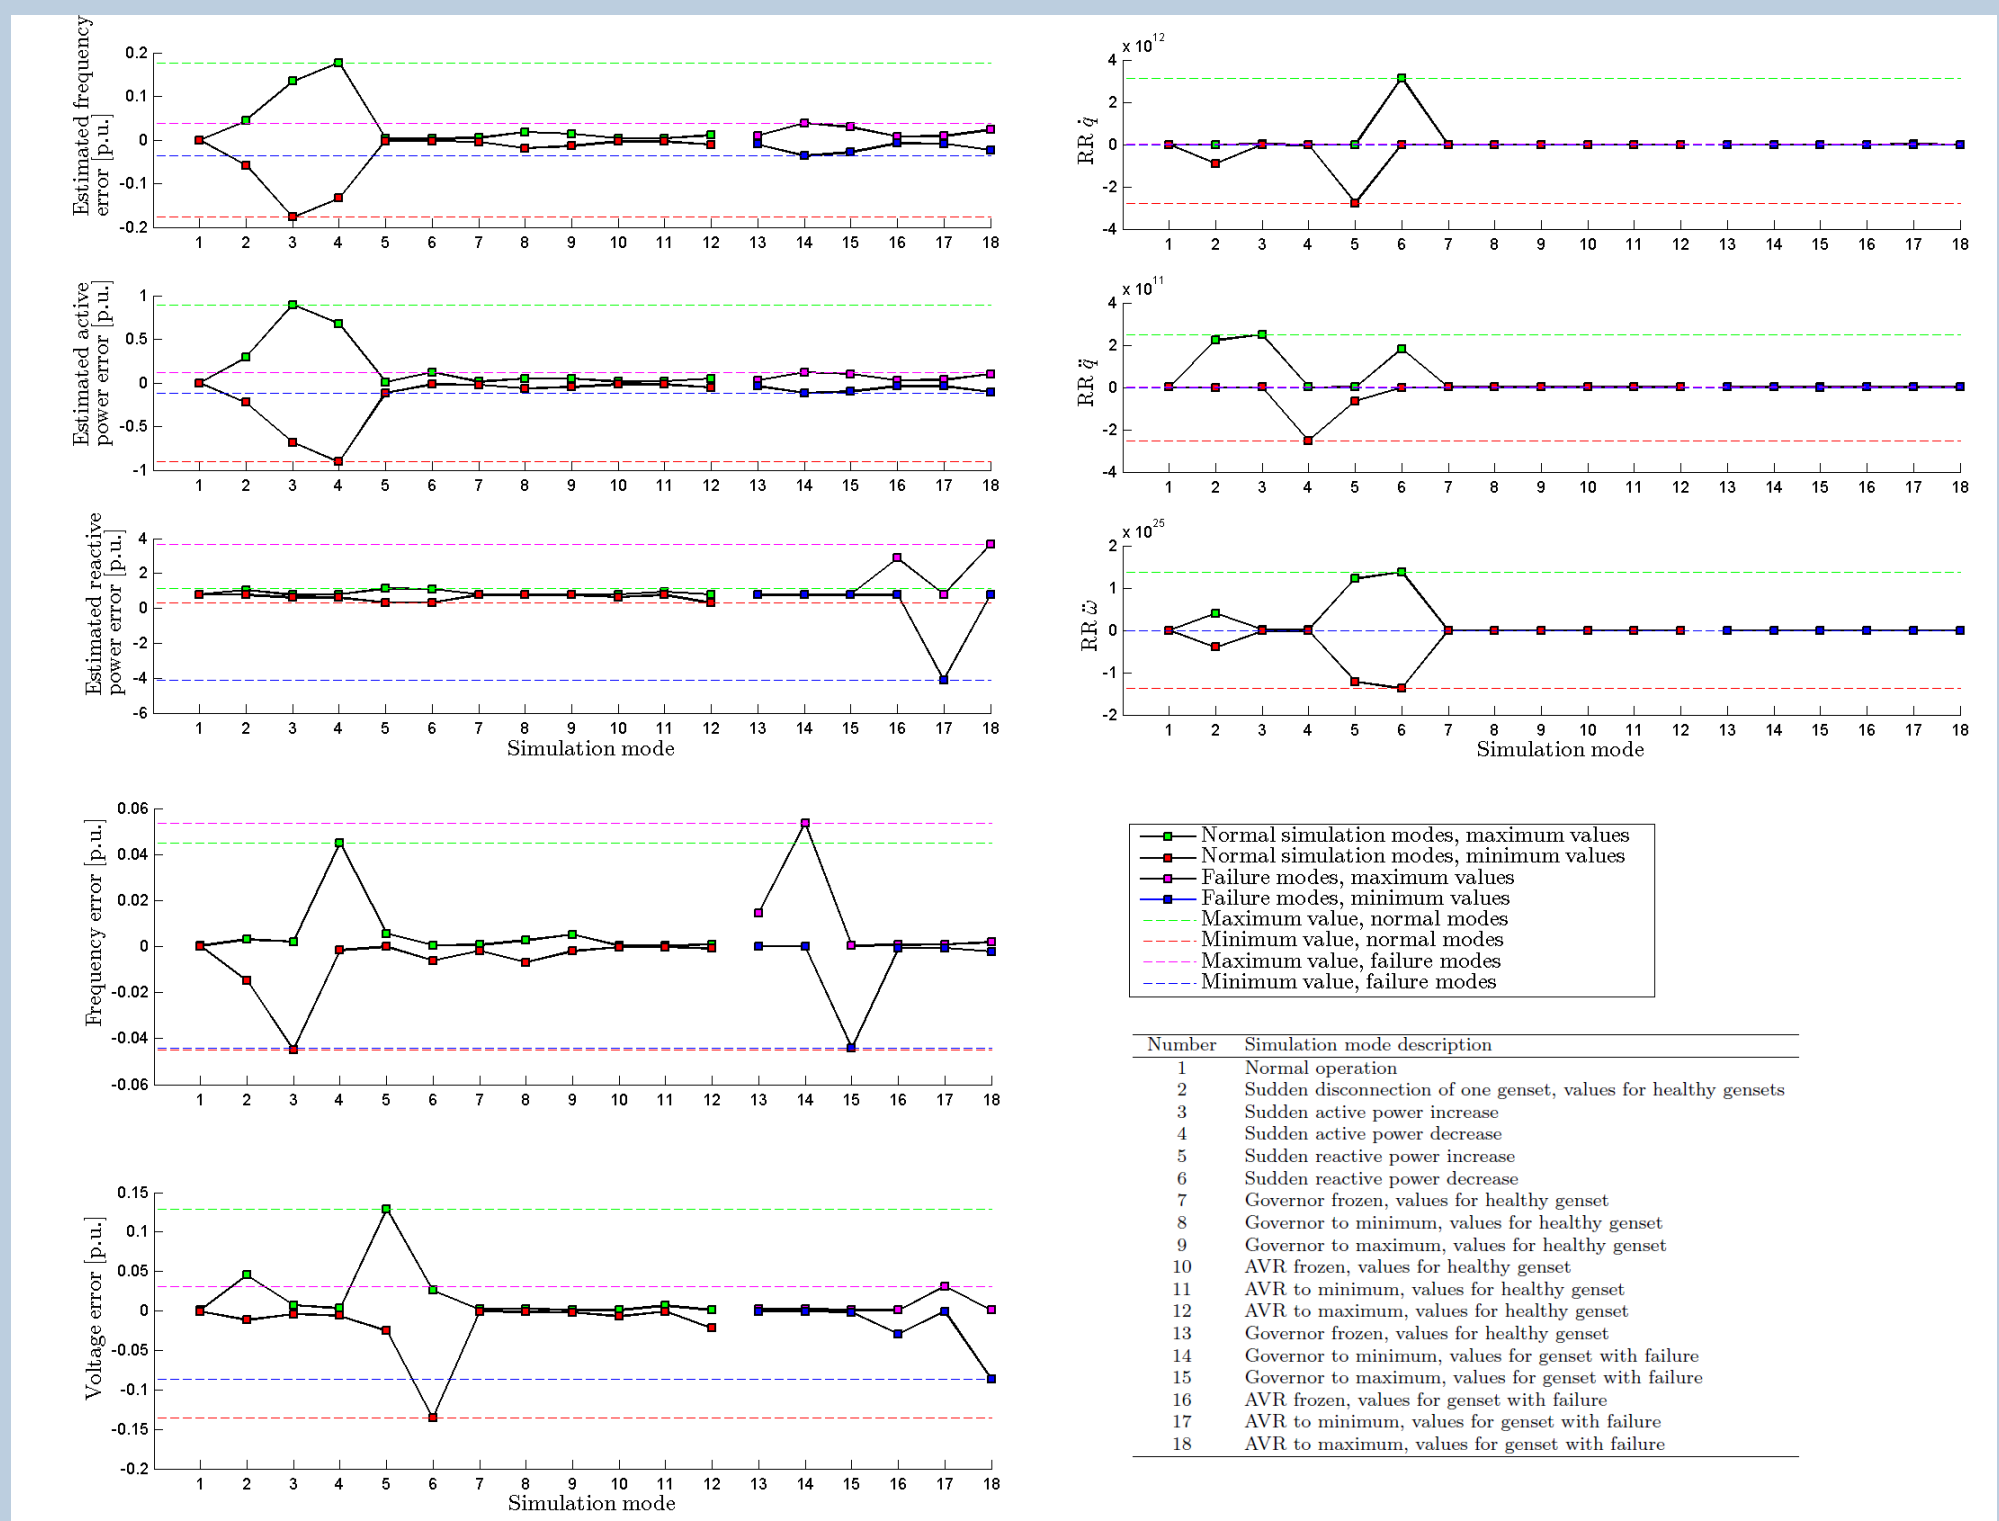 Estimated frequency
error [p.u.]
0.2
0.1
0
-0.1
-0.2
1 2 3 4 5 6 7 8 9 10 11 12 13 14 15 16 17 18
Estimated active
power error [p.u.]
1
0.5
0
-0.5
-1
1 2 3 4 5 6 7 8 9 10 11 12 13 14 15 16 17 18
Estimated reactive
power error [p.u.]
4
2
0
-2
-4
-6
1 2 3 4 5 6 7 8 9 10 11 12 13 14 15 16 17 18
Simulation mode
Frequency error [p.u.]
0.06
0.04
0.02
0
-0.02
-0.04
-0.06
1 2 3 4 5 6 7 8 9 10 11 12 13 14 15 16 17 18
Voltage error [p.u.]
0.15
0.1
0.05
0
-0.05
-0.1
-0.15
-0.2
1 2 3 4 5 6 7 8 9 10 11 12 13 14 15 16 17 18
Simulation mode
x 10^12
RR q̇
4
2
0
-2
-4
1 2 3 4 5 6 7 8 9 10 11 12 13 14 15 16 17 18
x 10^11
RR q̈
4
2
0
-2
-4
1 2 3 4 5 6 7 8 9 10 11 12 13 14 15 16 17 18
x 10^25
RR ω̈
2
1
0
-1
-2
1 2 3 4 5 6 7 8 9 10 11 12 13 14 15 16 17 18
Simulation mode
Normal simulation modes, maximum values
Normal simulation modes, minimum values
Failure modes, maximum values
Failure modes, minimum values
Maximum value, normal modes
Minimum value, normal modes
Maximum value, failure modes
Minimum value, failure modes
Number Simulation mode description
1 Normal operation
2 Sudden disconnection of one genset, values for healthy gensets
3 Sudden active power increase
4 Sudden active power decrease
5 Sudden reactive power increase
6 Sudden reactive power decrease
7 Governor frozen, values for healthy genset
8 Governor to minimum, values for healthy genset
9 Governor to maximum, values for healthy genset
10 AVR frozen, values for healthy genset
11 AVR to minimum, values for healthy genset
12 AVR to maximum, values for healthy genset
13 Governor frozen, values for healthy genset
14 Governor to minimum, values for genset with failure
15 Governor to maximum, values for genset with failure
16 AVR frozen, values for genset with failure
17 AVR to minimum, values for genset with failure
18 AVR to maximum, values for genset with failure